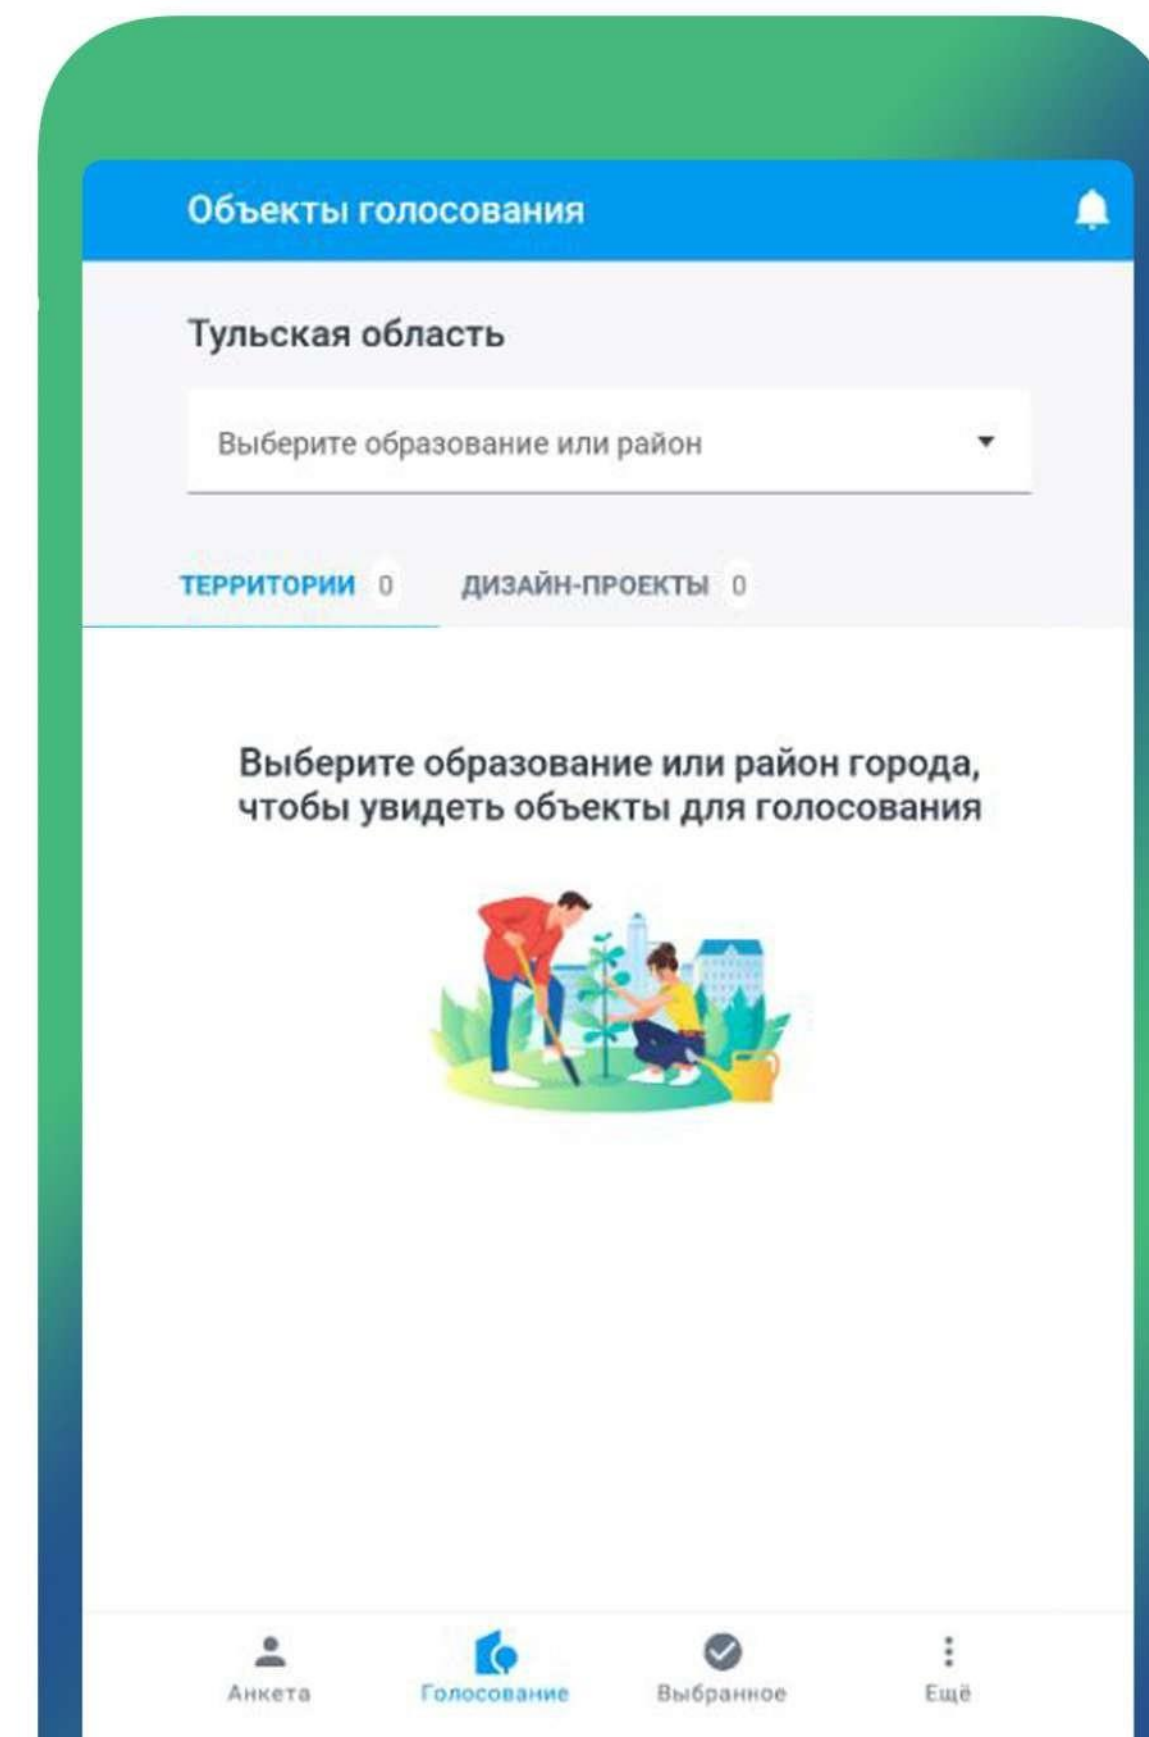 Объекты голосования
Тульская область
Выберите образование или район
ТЕРРИТОРИИ 0 ДИЗАЙН-ПРОЕКТЫ 0
Выберите образование или район города,
чтобы увидеть объекты для голосования
Анкета Голосование Выбранное Ещё